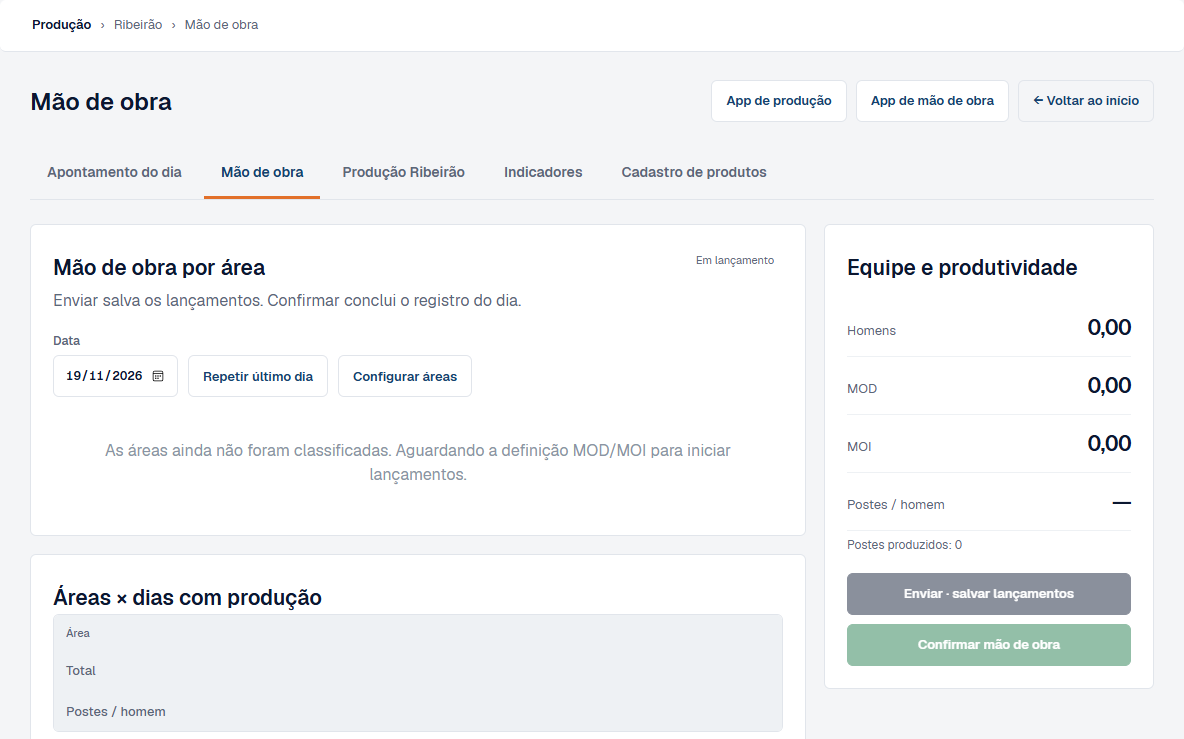 Produção › Ribeirão › Mão de obra
Mão de obra
App de produção
App de mão de obra
← Voltar ao início
Apontamento do dia
Mão de obra
Produção Ribeirão
Indicadores
Cadastro de produtos
Mão de obra por área
Em lançamento
Enviar salva os lançamentos. Confirmar conclui o registro do dia.
Data
19/11/2026
Repetir último dia
Configurar áreas
As áreas ainda não foram classificadas. Aguardando a definição MOD/MOI para iniciar
lançamentos.
Áreas × dias com produção
Área
Total
Postes / homem
Equipe e produtividade
Homens 0,00
MOD 0,00
MOI 0,00
Postes / homem —
Postes produzidos: 0
Enviar · salvar lançamentos
Confirmar mão de obra